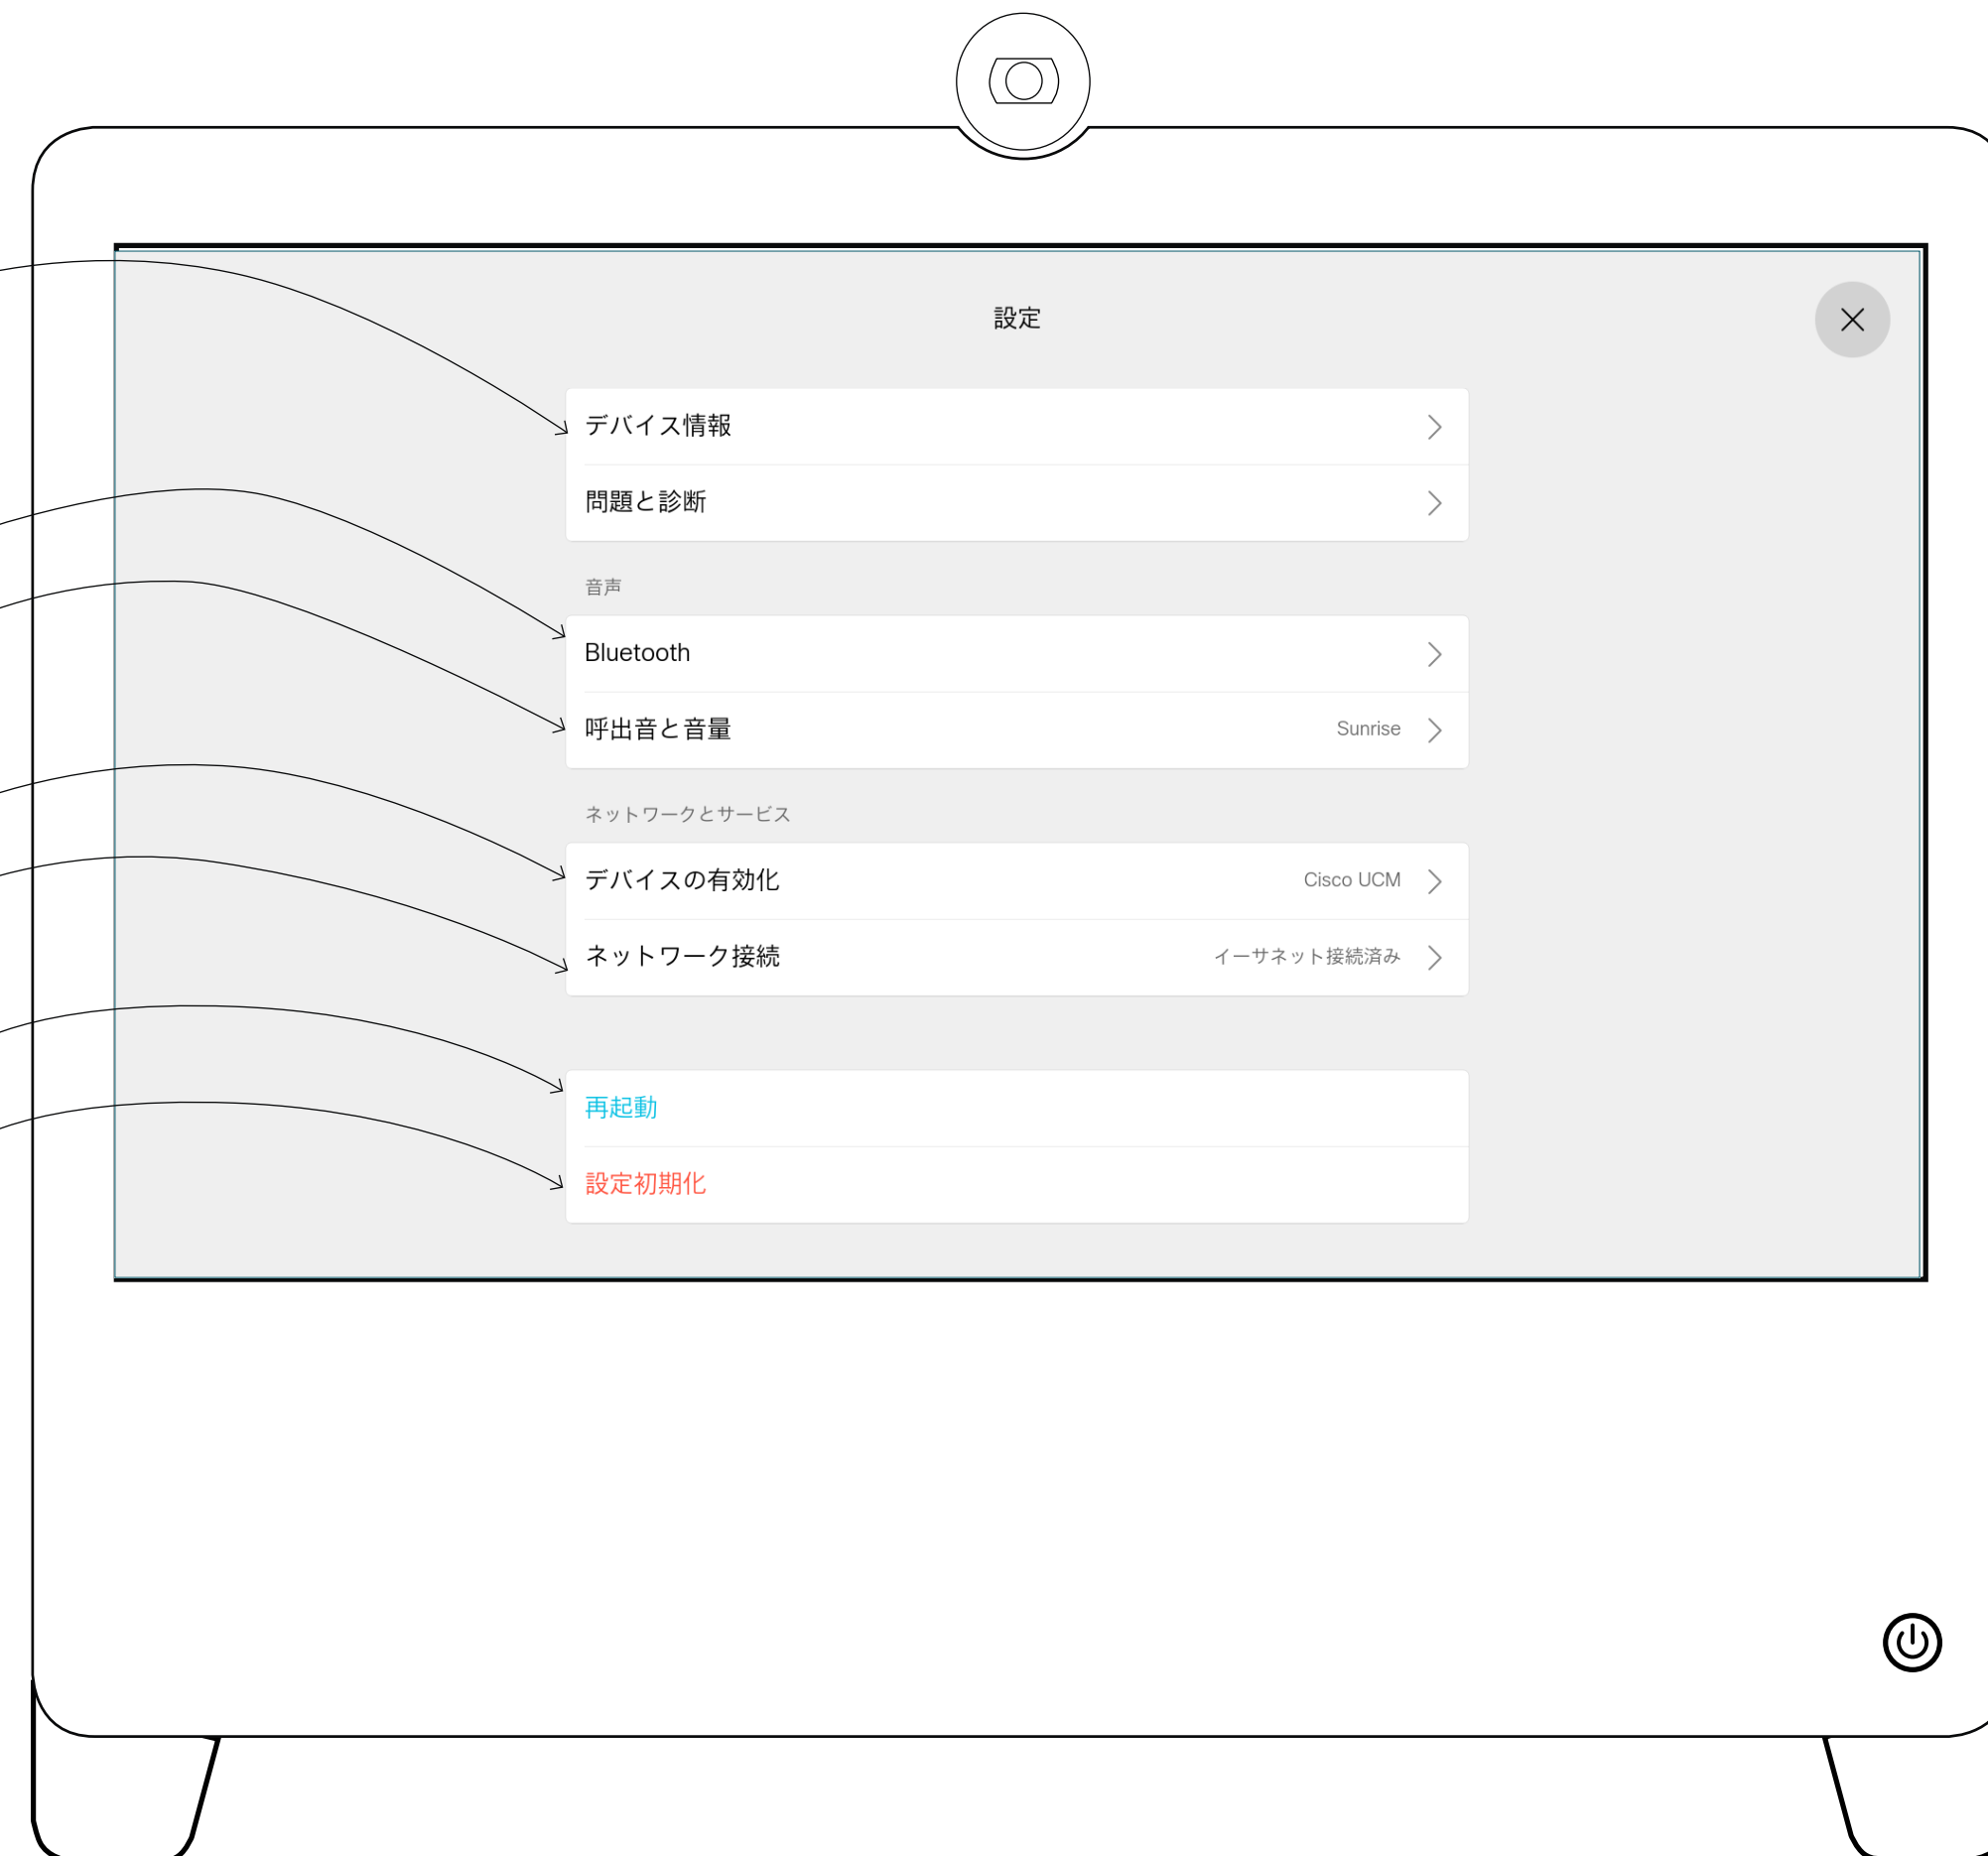 設定
デバイス情報
問題と診断
音声
Bluetooth
呼出音と音量 Sunrise
ネットワークとサービス
デバイスの有効化 Cisco UCM
ネットワーク接続 イーサネット接続済み
再起動
設定初期化